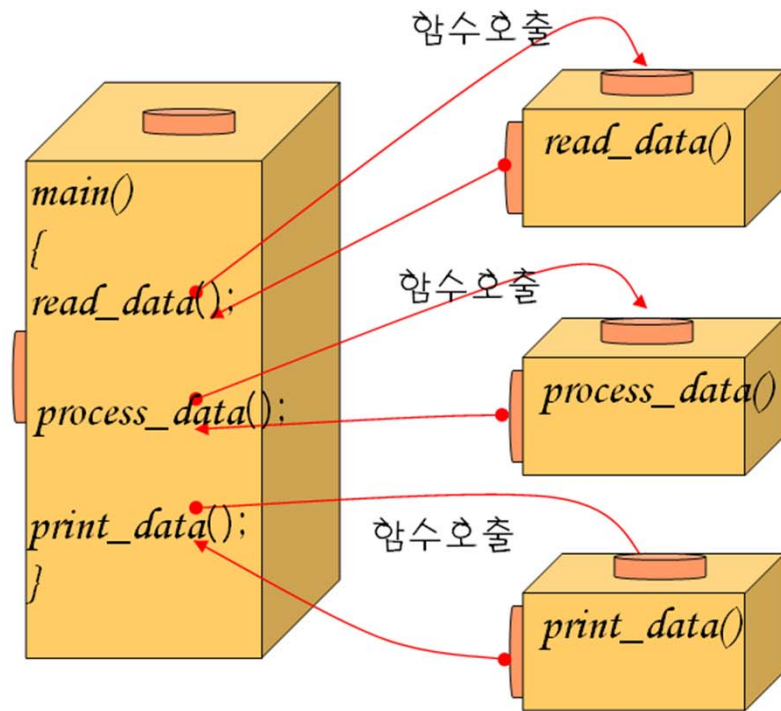 함수호출
read_data()
main()
{
read_data();
함수호출
process_data()
process_data();
print_data();
함수호출
}
print_data()